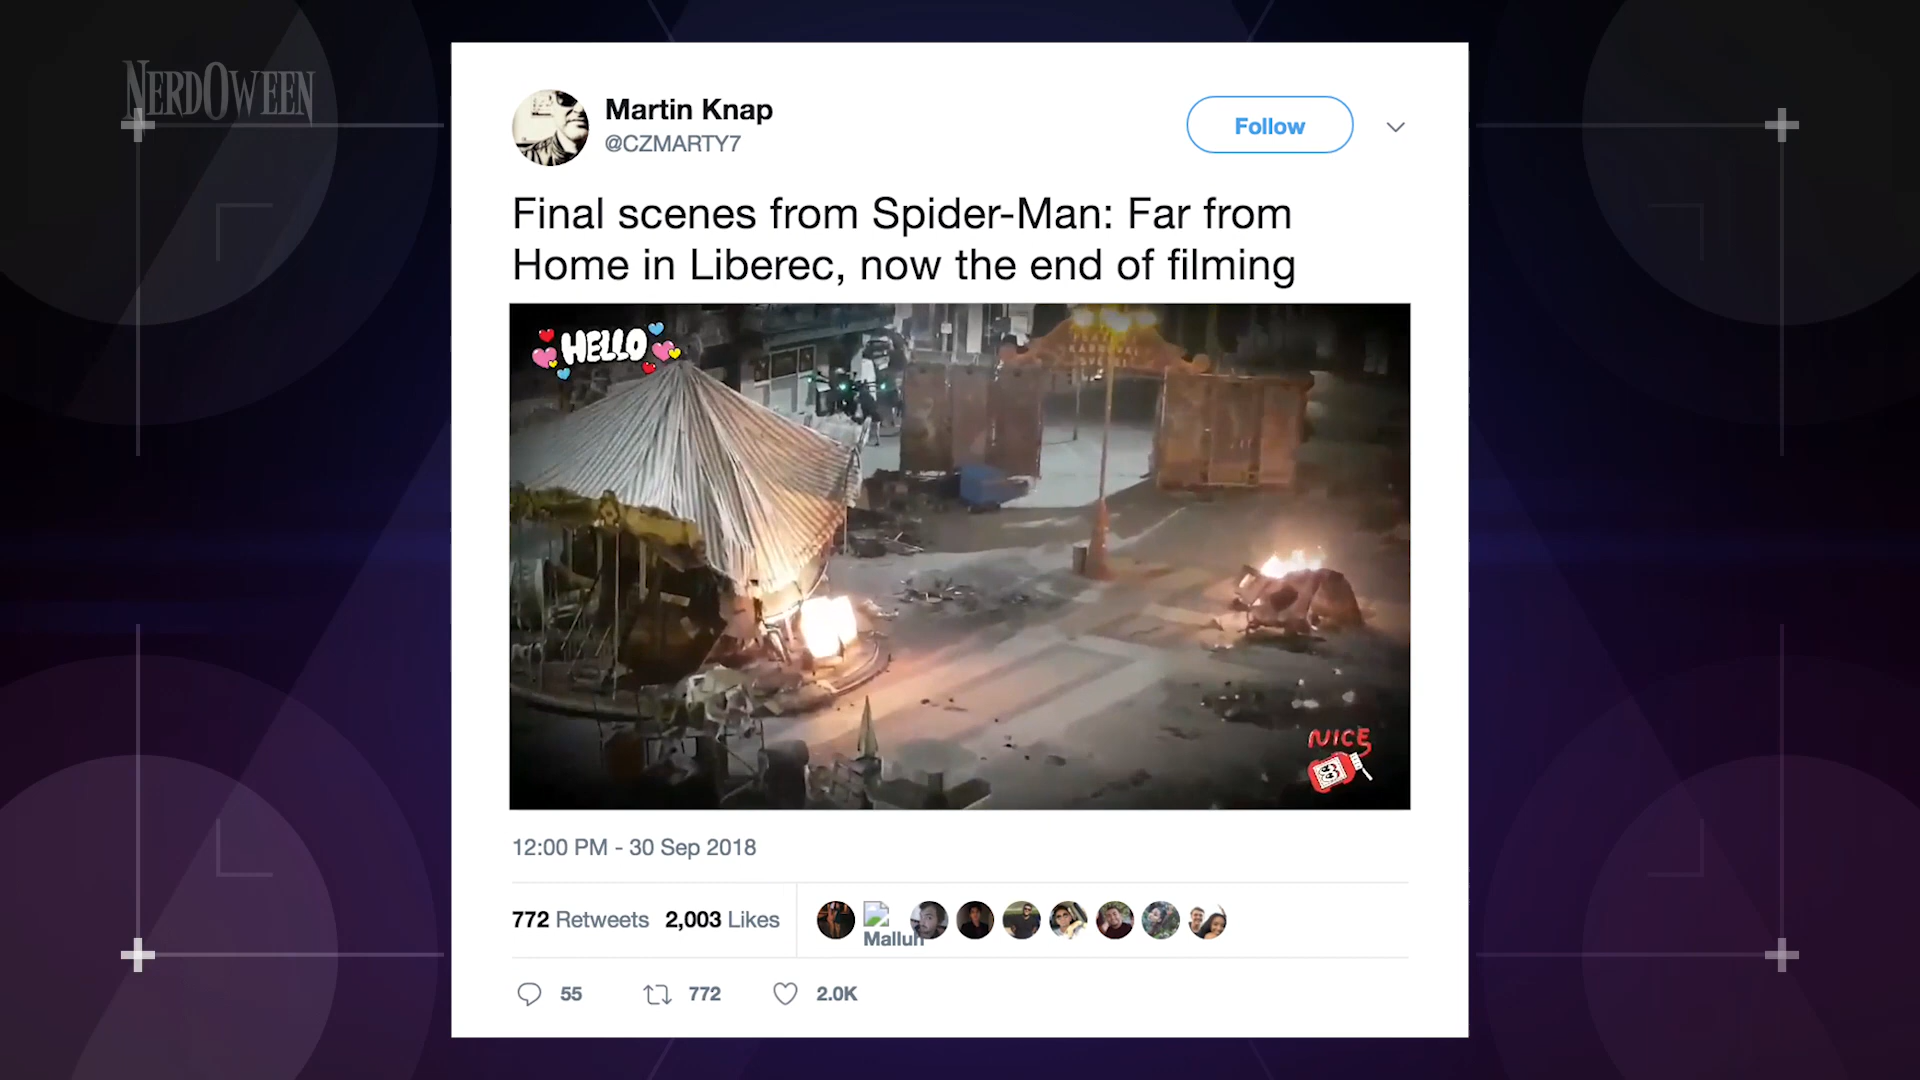 NERDOWEEN
Martin Knap
@CZMARTY7
Follow
Final scenes from Spider-Man: Far from
Home in Liberec, now the end of filming
HELLO
NICE
12:00 PM - 30 Sep 2018
772 Retweets 2,003 Likes
Malluh
55 772 2.0K